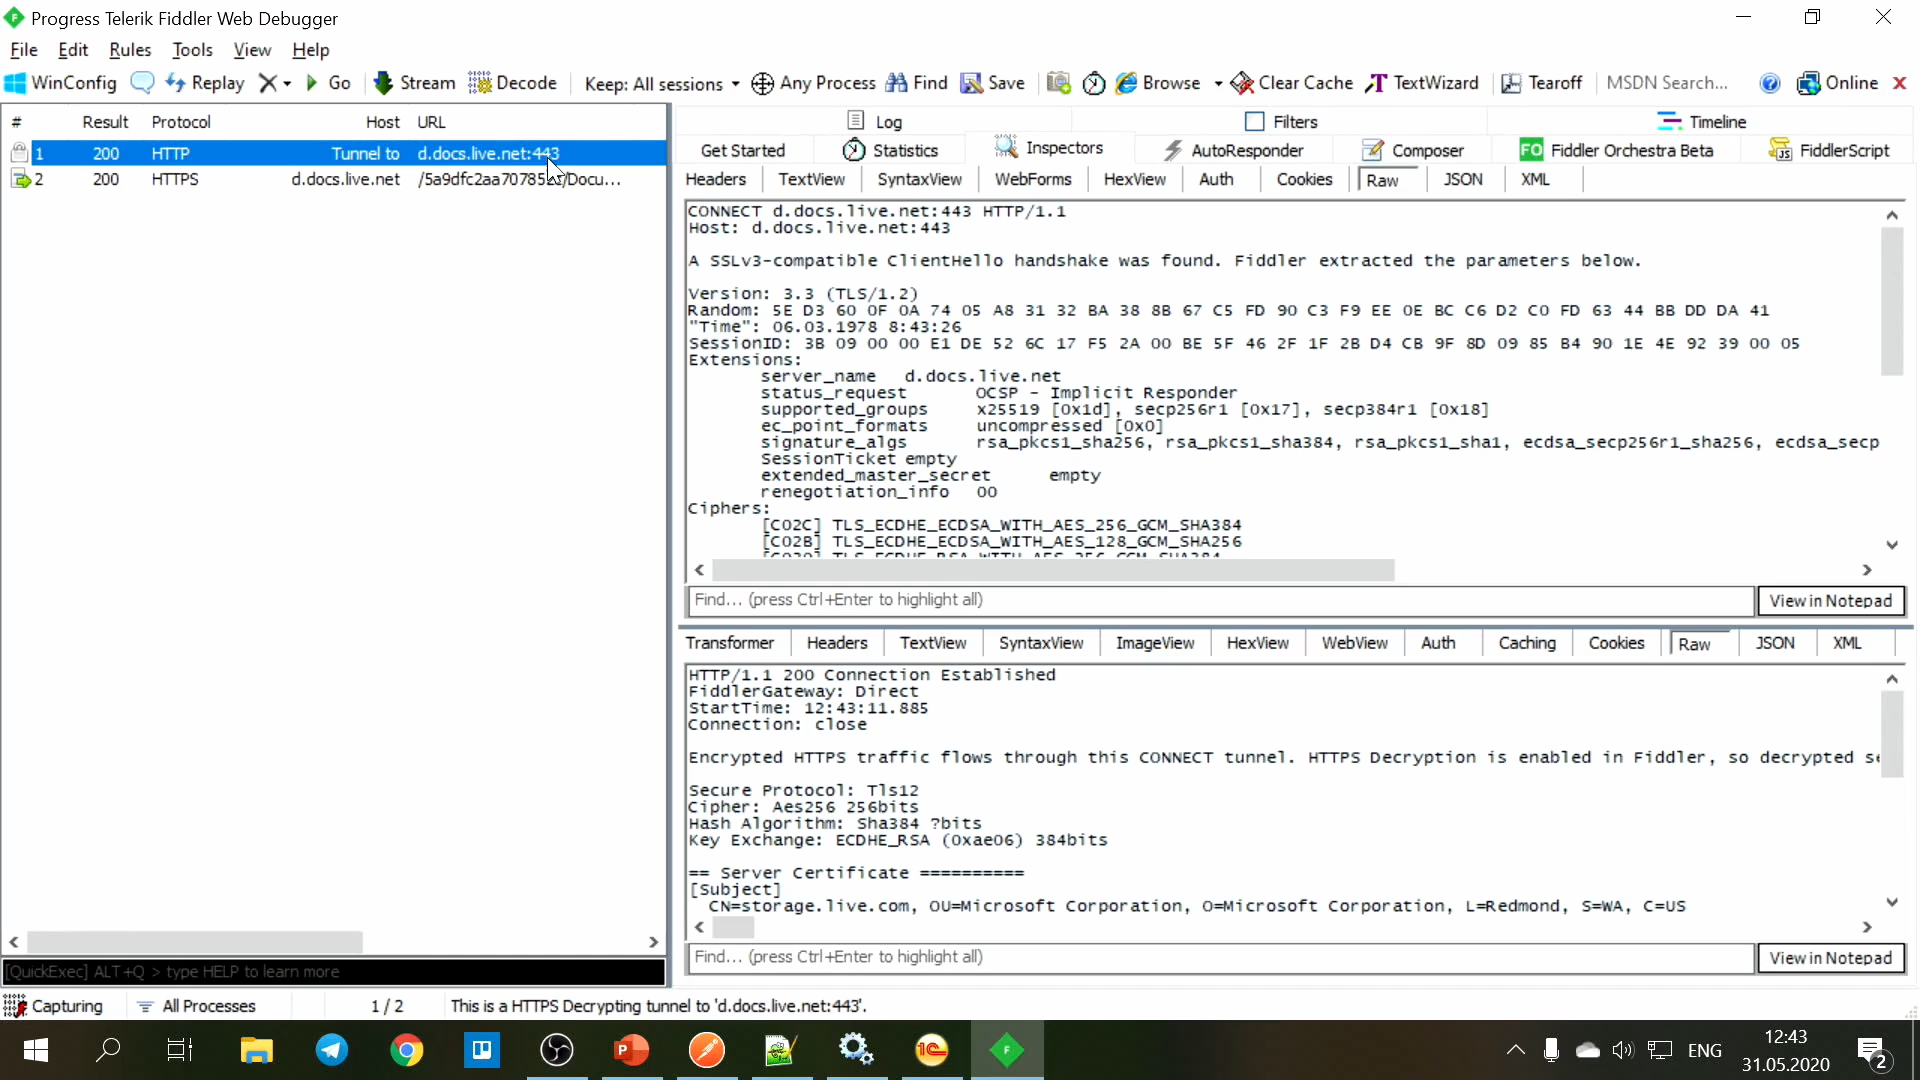 Progress Telerik Fiddler Web Debugger
File Edit Rules Tools View Help
WinConfig Replay Go Stream Decode Keep: All sessions Any Process Find Save Browse Clear Cache TextWizard Tearoff MSDN Search... Online
# Result Protocol Host URL
1 200 HTTP Tunnel to d.docs.live.net:443
2 200 HTTPS d.docs.live.net
Log Filters Timeline
Get Started Statistics Inspectors AutoResponder Composer FO Fiddler Orchestra Beta FiddlerScript
Headers TextView SyntaxView WebForms HexView Auth Cookies Raw JSON XML
CONNECT d.docs.live.net:443 HTTP/1.1
Host: d.docs.live.net:443
A SSLv3-compatible ClientHello handshake was found. Fiddler extracted the parameters below.
Version: 3.3 (TLS/1.2)
Random: 5E D3 60 0F 0A 74 05 A8 31 32 BA 38 8B 67 C5 FD 90 C3 F9 EE 0E BC C6 D2 C0 FD 63 44 BB DD DA 41
"Time": 06.03.1978 8:43:26
SessionID: 3B 09 00 00 E1 DE 52 6C 17 F5 2A 00 BE 5F 46 2F 1F 2B D4 CB 9F 8D 09 85 B4 90 1E 4E 92 39 00 05
Extensions:
server_name d.docs.live.net
status_request OCSP - Implicit Responder
supported_groups x25519 [0x1d], secp256r1 [0x17], secp384r1 [0x18]
ec_point_formats uncompressed [0x0]
signature_algs rsa_pkcs1_sha256, rsa_pkcs1_sha384, rsa_pkcs1_sha1, ecdsa_secp256r1_sha256, ecdsa_secp
SessionTicket empty
extended_master_secret empty
renegotiation_info 00
Ciphers:
[C02C] TLS_ECDHE_ECDSA_WITH_AES_256_GCM_SHA384
[C02B] TLS_ECDHE_ECDSA_WITH_AES_128_GCM_SHA256
Find... (press Ctrl+Enter to highlight all) View in Notepad
Transformer Headers TextView SyntaxView ImageView HexView WebView Auth Caching Cookies Raw JSON XML
HTTP/1.1 200 Connection Established
FiddlerGateway: Direct
StartTime: 12:43:11.885
Connection: close
Encrypted HTTPS traffic flows through this CONNECT tunnel. HTTPS Decryption is enabled in Fiddler, so decrypted
Secure Protocol: Tls12
Cipher: Aes256 256bits
Hash Algorithm: Sha384 ?bits
Key Exchange: ECDHE_RSA (0xae06) 384bits
== Server Certificate ==========
[Subject]
CN=storage.live.com, OU=Microsoft Corporation, O=Microsoft Corporation, L=Redmond, S=WA, C=US
Find... (press Ctrl+Enter to highlight all) View in Notepad
[QuickExec] ALT+Q > type HELP to learn more
Capturing All Processes 1 / 2 This is a HTTPS Decrypting tunnel to 'd.docs.live.net:443'.
ENG 12:43
31.05.2020
2